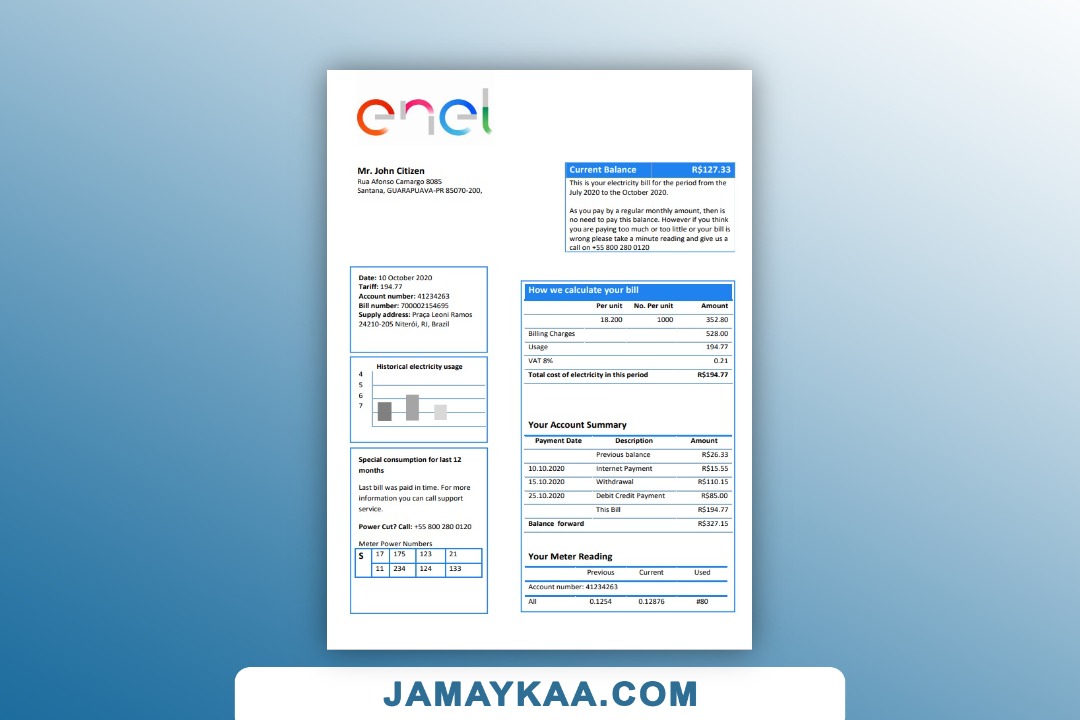 enel
Mr. John Citizen
Rua Afonso Camargo 8085
Santana, GUARAPUAVA-PR 85070-200,
Current Balance R$127.33
This is your electricity bill for the period from the
July 2020 to the October 2020.
As you pay by a regular monthly amount, then is
no need to pay this balance. However if you think
you are paying too much or too little or your bill is
wrong please take a minute reading and give us a
call on +55 800 280 0120
Date: 10 October 2020
Tariff: 194.77
Account number: 41234263
Bill number: 700002154695
Supply address: Praça Leoni Ramos
24210-205 Niterói, RJ, Brazil
Historical electricity usage
4
5
6
7
Special consumption for last 12
months
Last bill was paid in time. For more
information you can call support
service.
Power Cut? Call: +55 800 280 0120
Meter Power Numbers
S 17 175 123 21
11 234 124 133
How we calculate your bill
Per unit No. Per unit Amount
18.200 1000 352.80
Billing Charges 528.00
Usage 194.77
VAT 8% 0.21
Total cost of electricity in this period R$194.77
Your Account Summary
Payment Date Description Amount
Previous balance R$26.33
10.10.2020 Internet Payment R$15.55
15.10.2020 Withdrawal R$110.15
25.10.2020 Debit Credit Payment R$85.00
This Bill R$194.77
Balance forward R$327.15
Your Meter Reading
Previous Current Used
Account number: 41234263
All 0.1254 0.12876 #80
JAMAYKAA.COM